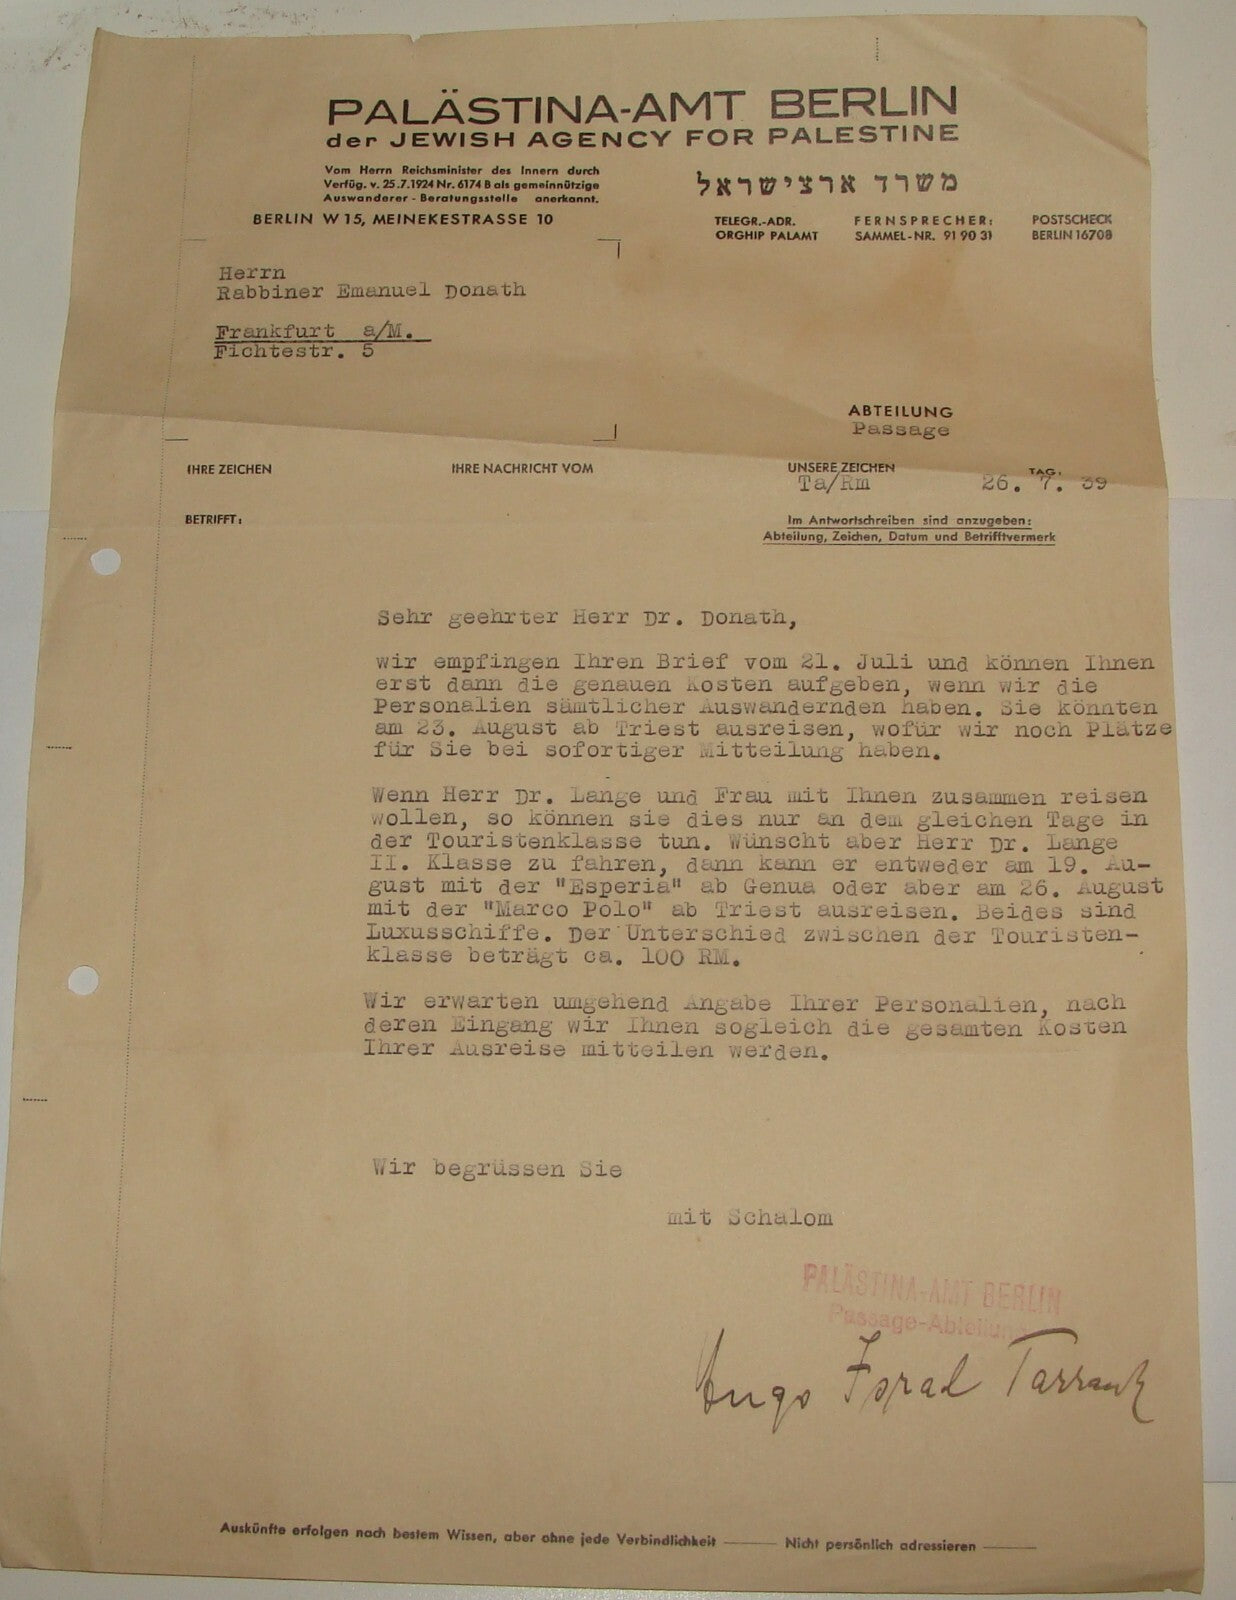 PALÄSTINA-AMT BERLIN
der JEWISH AGENCY FOR PALESTINE
Vom Herrn Reichsminister des Innern durch
Verfüg. v. 25.7.1924 Nr. 6174 B als gemeinnützige
Auswanderer - Beratungsstelle anerkannt.
משרד ארצישראל
BERLIN W 15, MEINEKESTRASSE 10
TELEGR.-ADR.
ORGHIP PALAMT
FERNSPRECHER:
SAMMEL-NR. 91 90 31
POSTSCHECK
BERLIN 16708
Herrn
Rabbiner Emanuel Donath
Frankfurt a/M.
Fichtestr. 5
ABTEILUNG
Passage
IHRE ZEICHEN
IHRE NACHRICHT VOM
UNSERE ZEICHEN
Ta/Rm
TAG:
26. 7. 39
BETRIFFT:
Im Antwortschreiben sind anzugeben:
Abteilung, Zeichen, Datum und Betrifftvermerk
Sehr geehrter Herr Dr. Donath,
wir empfingen Ihren Brief vom 21. Juli und können Ihnen
erst dann die genauen Kosten aufgeben, wenn wir die
Personalien sämtlicher Auswandernden haben. Sie könnten
am 23. August ab Triest ausreisen, wofür wir noch Plätze
für Sie bei sofortiger Mitteilung haben.
Wenn Herr Dr. Lange und Frau mit Ihnen zusammen reisen
wollen, so können sie dies nur an dem gleichen Tage in
der Touristenklasse tun. Wünscht aber Herr Dr. Lange
II. Klasse zu fahren, dann kann er entweder am 19. Au-
gust mit der "Esperia" ab Genua oder aber am 26. August
mit der "Marco Polo" ab Triest ausreisen. Beides sind
Luxusschiffe. Der Unterschied zwischen der Touristen-
klasse beträgt ca. 100 RM.
Wir erwarten umgehend Angabe Ihrer Personalien, nach
deren Eingang wir Ihnen sogleich die gesamten Kosten
Ihrer Ausreise mitteilen werden.
Wir begrüssen Sie
mit Schalom
PALÄSTINA-AMT BERLIN
Passage-Abteilung
Hugo Israel
Auskünfte erfolgen nach bestem Wissen, aber ohne jede Verbindlichkeit — Nicht persönlich adressieren —